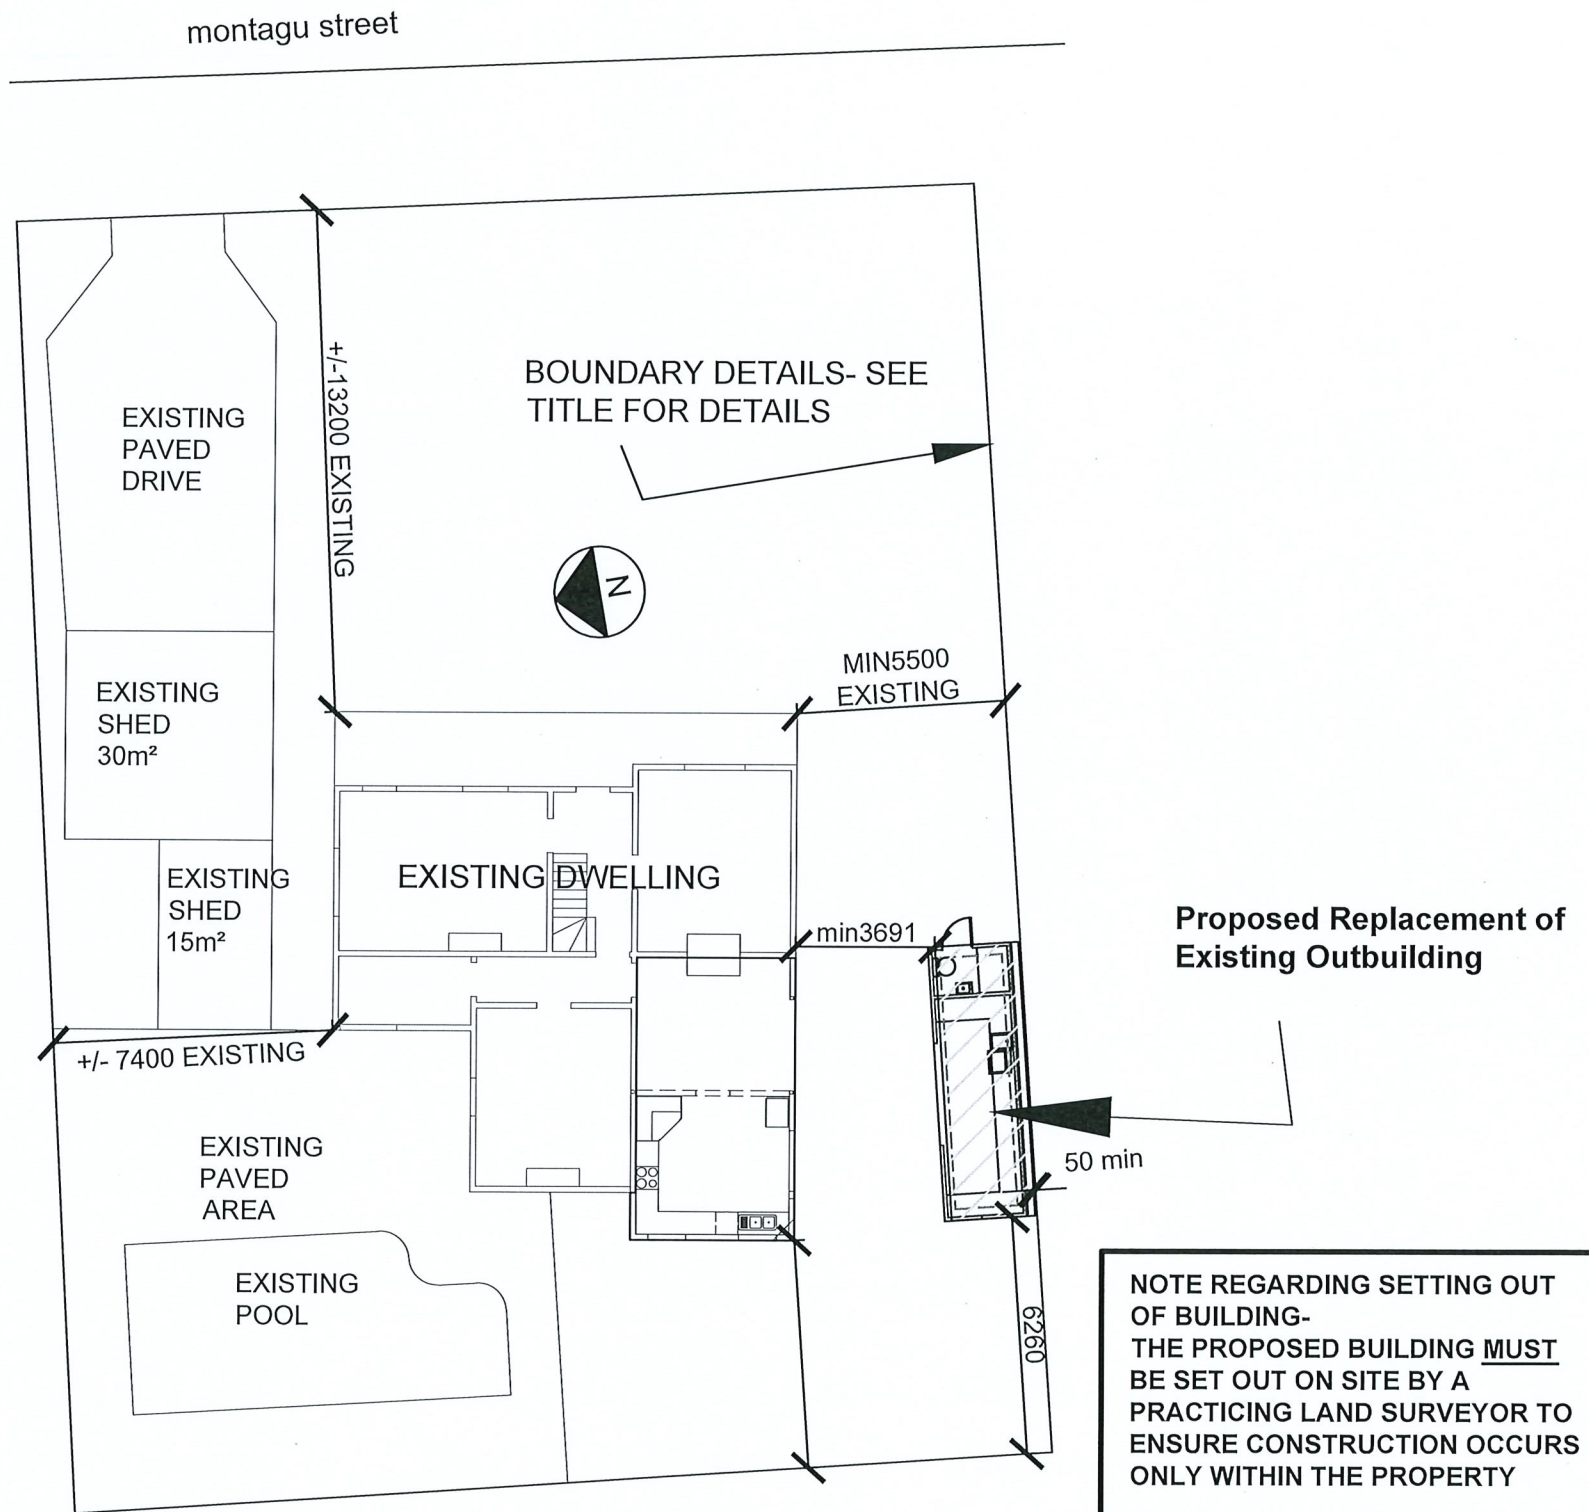 montagu street
+/-13200 EXISTING
BOUNDARY DETAILS- SEE
TITLE FOR DETAILS
EXISTING
PAVED
DRIVE
N
MIN5500
EXISTING
EXISTING
SHED
30m²
EXISTING DWELLING
EXISTING
SHED
15m²
min3691
Proposed Replacement of
Existing Outbuilding
+/- 7400 EXISTING
50 min
EXISTING
PAVED
AREA
EXISTING
POOL
6260
NOTE REGARDING SETTING OUT
OF BUILDING-
THE PROPOSED BUILDING MUST
BE SET OUT ON SITE BY A
PRACTICING LAND SURVEYOR TO
ENSURE CONSTRUCTION OCCURS
ONLY WITHIN THE PROPERTY